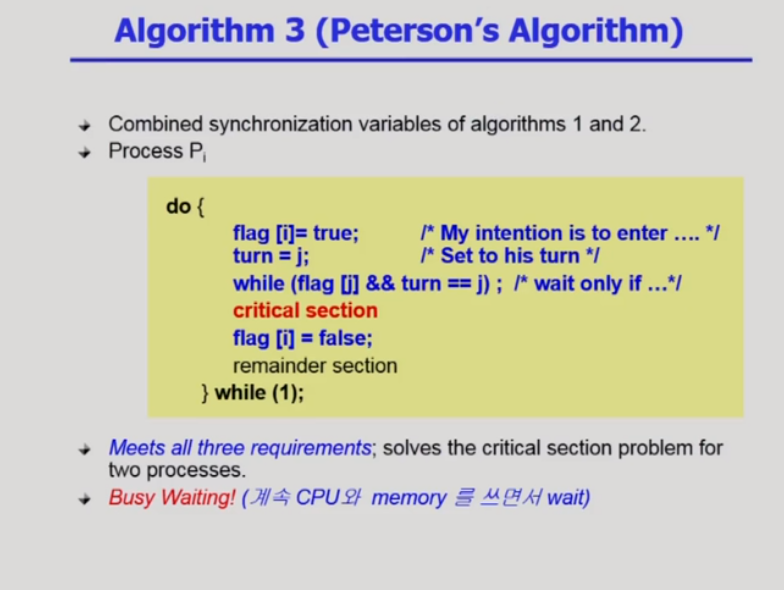 Algorithm 3 (Peterson's Algorithm)
Combined synchronization variables of algorithms 1 and 2.
Process Pi
do {
flag [i]= true; /* My intention is to enter .... */
turn = j; /* Set to his turn */
while (flag [j] && turn == j) ; /* wait only if ...*/
critical section
flag [i] = false;
remainder section
} while (1);
Meets all three requirements; solves the critical section problem for
two processes.
Busy Waiting! (계속 CPU와 memory 를 쓰면서 wait)